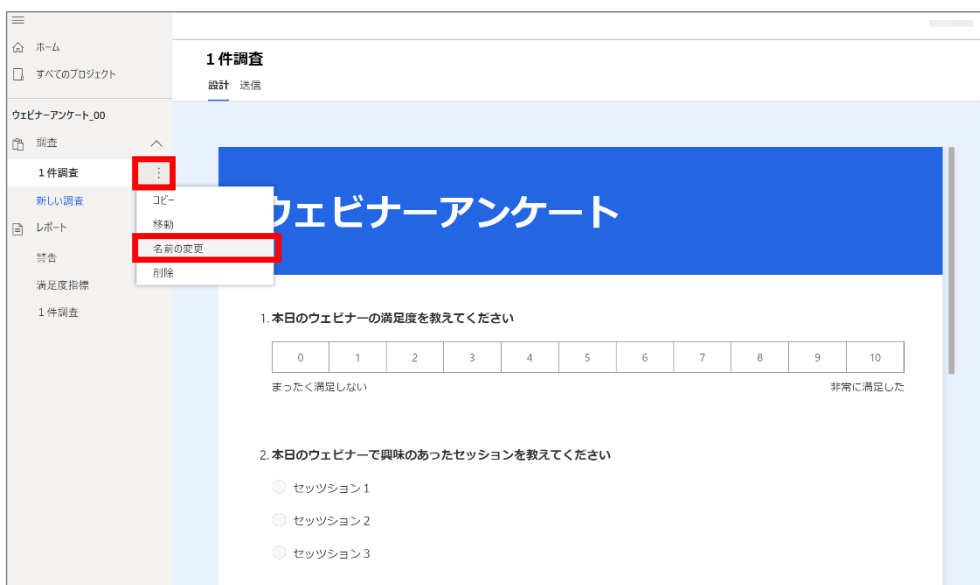 ホーム
すべてのプロジェクト
ウェビナーアンケート_00
調査
1件調査
新しい調査
レポート
警告
満足度指標
1件調査
コピー
移動
名前の変更
削除
1件調査
設計 送信
ウェビナーアンケート
1. 本日のウェビナーの満足度を教えてください
0 1 2 3 4 5 6 7 8 9 10
まったく満足しない 非常に満足した
2. 本日のウェビナーで興味のあったセッションを教えてください
セッツション1
セッツション2
セッツション3